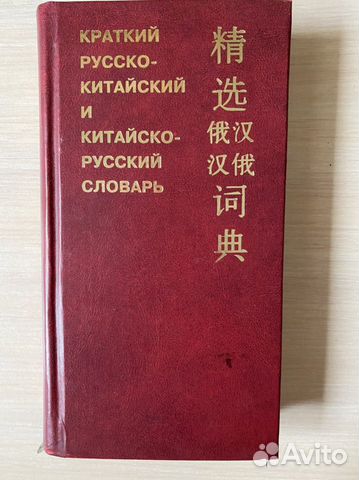 КРАТКИЙ
РУССКО-
КИТАЙСКИЙ
И
КИТАЙСКО-
РУССКИЙ
СЛОВАРЬ
精选
俄汉
汉俄
词典
Avito